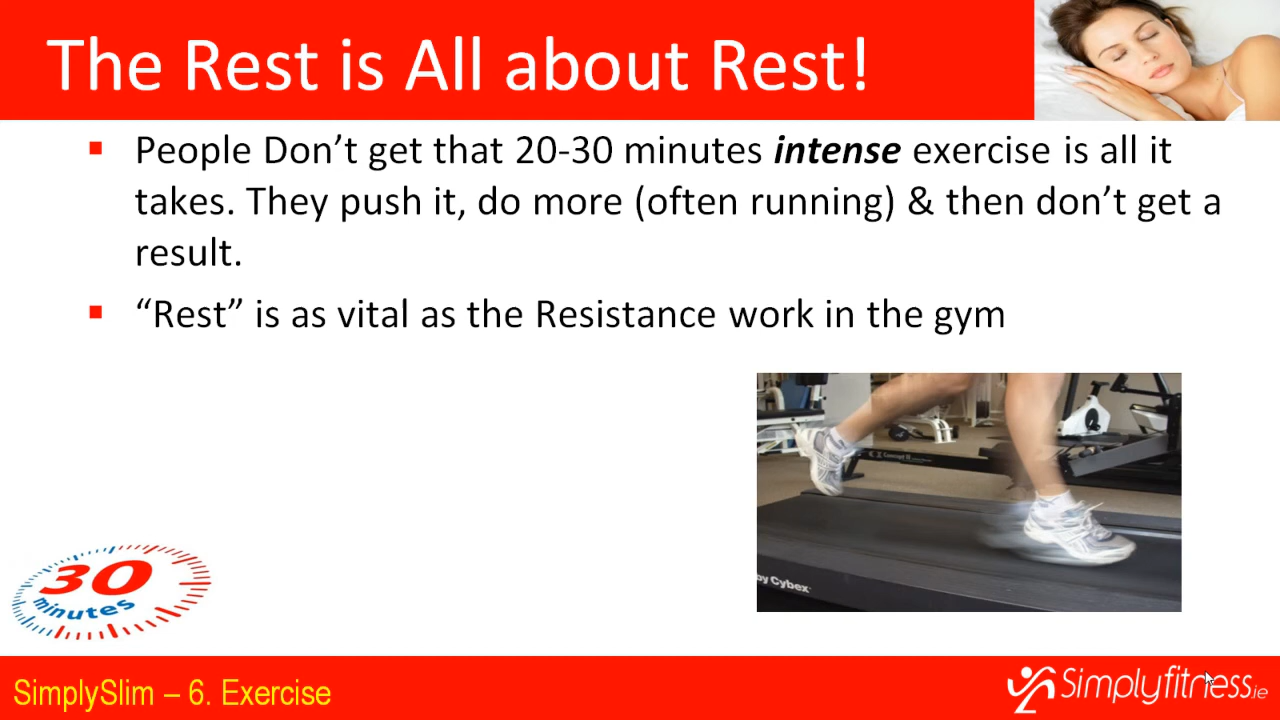 The Rest is All about Rest!
▪ People Don’t get that 20-30 minutes intense exercise is all it
takes. They push it, do more (often running) & then don’t get a
result.
▪ “Rest” is as vital as the Resistance work in the gym
by Cybex
30
minutes
SimplySlim – 6. Exercise
Simplyfitness.ie